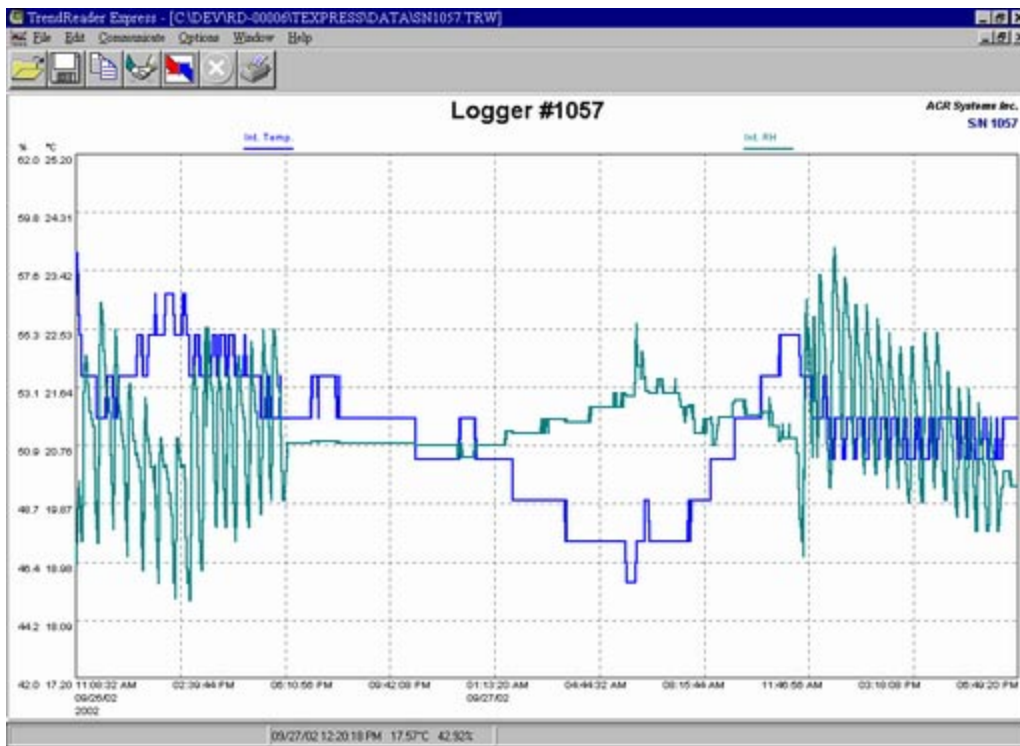 TrendReader Express - [C:\DEV\RD-00006\TEXPRESS\DATA\SN1057.TRW]
File Edit Communicate Options Window Help
Logger #1057
ACR Systems Inc.
S/N 1057
Int. Temp.
Int. RH
% °C
62.0 25.20
59.8 24.31
57.6 23.42
55.3 22.53
53.1 21.64
50.9 20.76
48.7 19.87
46.4 18.98
44.2 18.09
42.0 17.20
11:08:32 AM 02:39:44 PM 06:10:56 PM 09:42:08 PM 01:13:20 AM 04:44:32 AM 08:15:44 AM 11:46:56 AM 03:18:08 PM 06:49:20 PM
09/26/02 09/27/02
2002
09/27/02 12:20:18 PM 17.57°C 42.92%